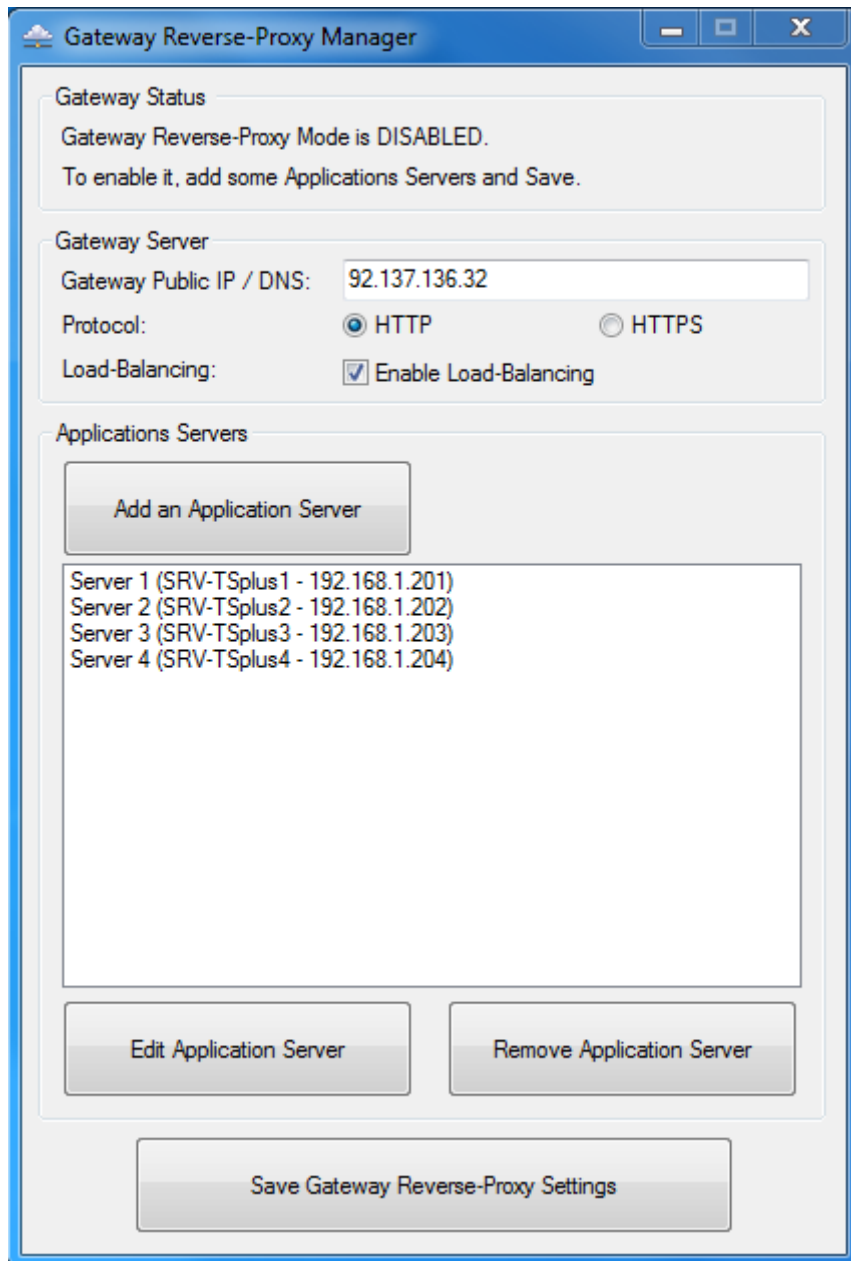 Gateway Reverse-Proxy Manager
Gateway Status
Gateway Reverse-Proxy Mode is DISABLED.
To enable it, add some Applications Servers and Save.
Gateway Server
Gateway Public IP / DNS: 92.137.136.32
Protocol: HTTP HTTPS
Load-Balancing: Enable Load-Balancing
Applications Servers
Add an Application Server
Server 1 (SRV-TSplus1 - 192.168.1.201)
Server 2 (SRV-TSplus2 - 192.168.1.202)
Server 3 (SRV-TSplus3 - 192.168.1.203)
Server 4 (SRV-TSplus4 - 192.168.1.204)
Edit Application Server Remove Application Server
Save Gateway Reverse-Proxy Settings